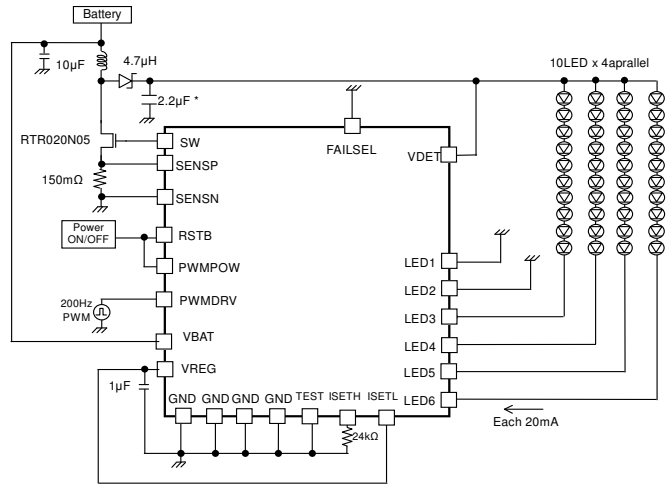 Battery
10μF
4.7μH
2.2μF *
10LED x 4aprallel
RTR020N05
SW
FAILSEL
VDET
SENSP
150mΩ
SENSN
Power
ON/OFF
RSTB
PWMPOW
LED1
LED2
200Hz
PWM
PWMDRV
LED3
VBAT
LED4
VREG
LED5
1μF
GND
GND
GND
GND
TEST
ISETH
ISETL
LED6
24kΩ
Each 20mA